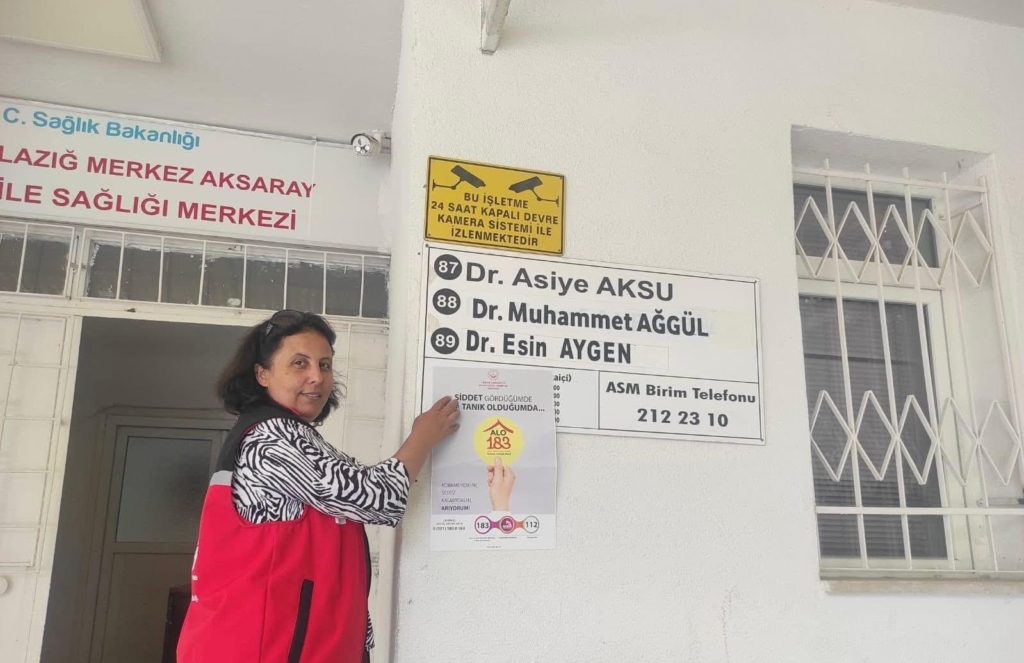 C. Sağlık Bakanlığı
LAZIĞ MERKEZ AKSARAY
İLE SAĞLIĞI MERKEZİ
BU İŞLETME
24 SAAT KAPALI DEVRE
KAMERA SİSTEMİ İLE
İZLENMEKTEDİR
87 Dr. Asiye AKSU
88 Dr. Muhammet AĞGÜL
89 Dr. Esin AYGEN
ASM Birim Telefonu
212 23 10
ŞİDDET GÖRDÜĞÜMDE
TANIK OLDUĞUMDA...
ALO
183
ARIYORUM!
183
112